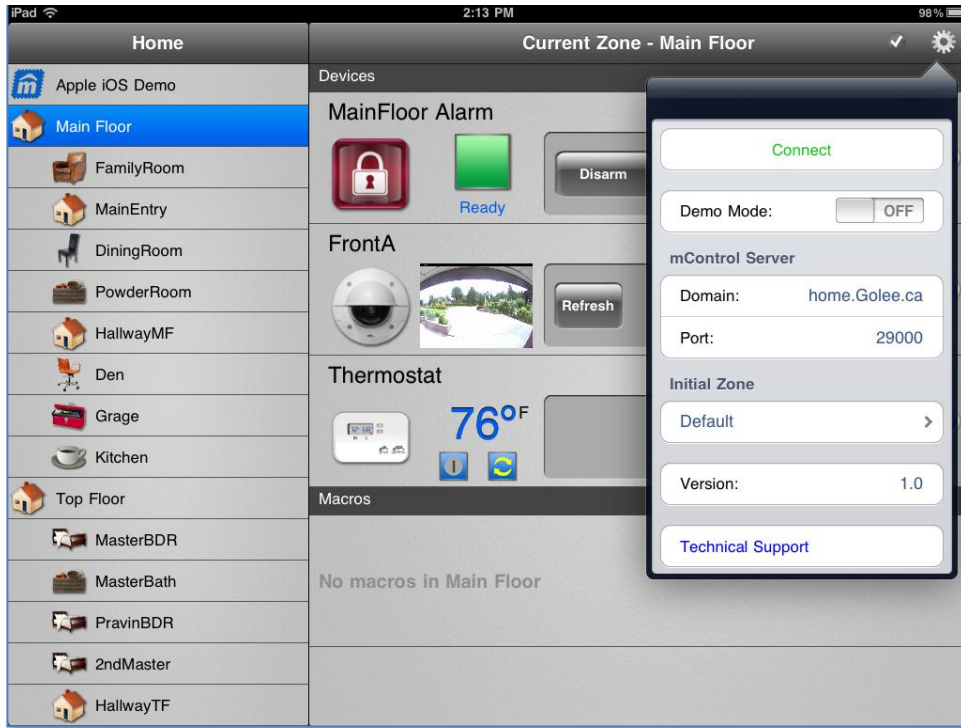 iPad 2:13 PM 98%
Home
Current Zone - Main Floor
Apple iOS Demo
Main Floor
FamilyRoom
MainEntry
DiningRoom
PowderRoom
HallwayMF
Den
Grage
Kitchen
Top Floor
MasterBDR
MasterBath
PravinBDR
2ndMaster
HallwayTF
Devices
MainFloor Alarm
Ready
Disarm
FrontA
Refresh
Thermostat
76°F
Macros
No macros in Main Floor
Connect
Demo Mode: OFF
mControl Server
Domain: home.Golee.ca
Port: 29000
Initial Zone
Default
Version: 1.0
Technical Support